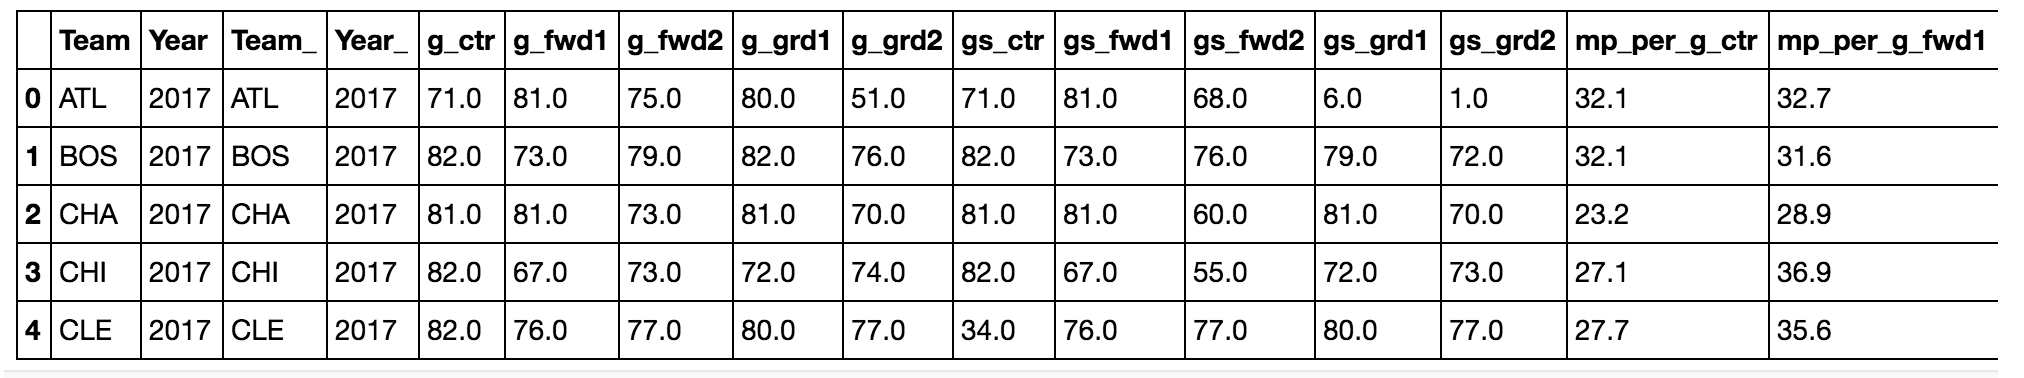 Team Year Team_ Year_ g_ctr g_fwd1 g_fwd2 g_grd1 g_grd2 gs_ctr gs_fwd1 gs_fwd2 gs_grd1 gs_grd2 mp_per_g_ctr mp_per_g_fwd1
0 ATL 2017 ATL 2017 71.0 81.0 75.0 80.0 51.0 71.0 81.0 68.0 6.0 1.0 32.1 32.7
1 BOS 2017 BOS 2017 82.0 73.0 79.0 82.0 76.0 82.0 73.0 76.0 79.0 72.0 32.1 31.6
2 CHA 2017 CHA 2017 81.0 81.0 73.0 81.0 70.0 81.0 81.0 60.0 81.0 70.0 23.2 28.9
3 CHI 2017 CHI 2017 82.0 67.0 73.0 72.0 74.0 82.0 67.0 55.0 72.0 73.0 27.1 36.9
4 CLE 2017 CLE 2017 82.0 76.0 77.0 80.0 77.0 34.0 76.0 77.0 80.0 77.0 27.7 35.6